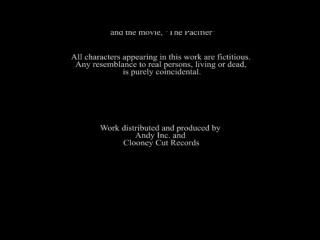 and the movie, "The Pacifier"
All characters appearing in this work are fictitious.
Any resemblance to real persons, living or dead,
is purely coincidental.
Work distributed and produced by
Andy Inc. and
Clooney Cut Records